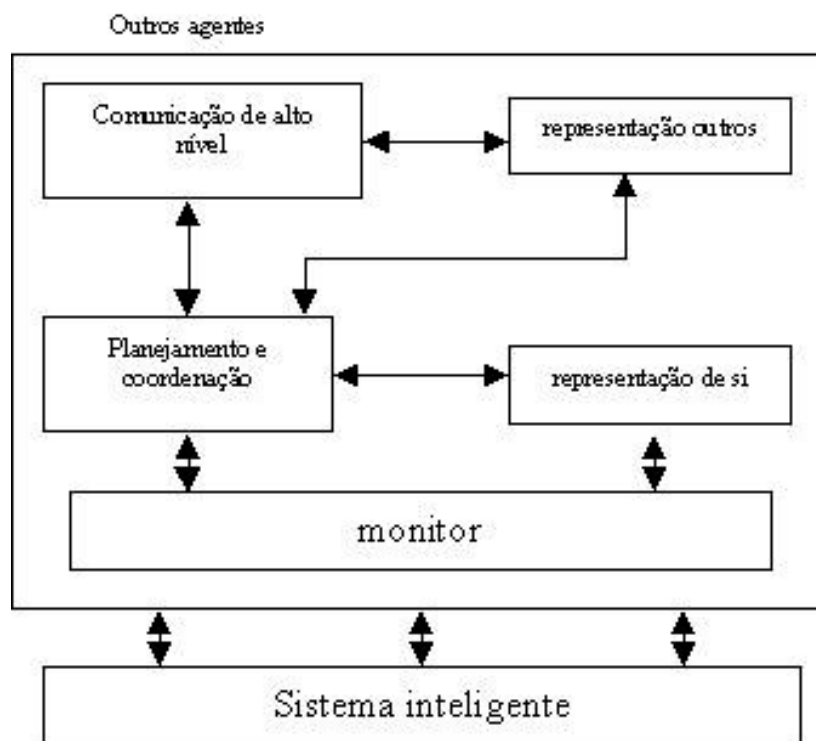 Outros agentes
Comunicação de alto
nível
representação outros
Planejamento e
coordenação
representação de si
monitor
Sistema inteligente